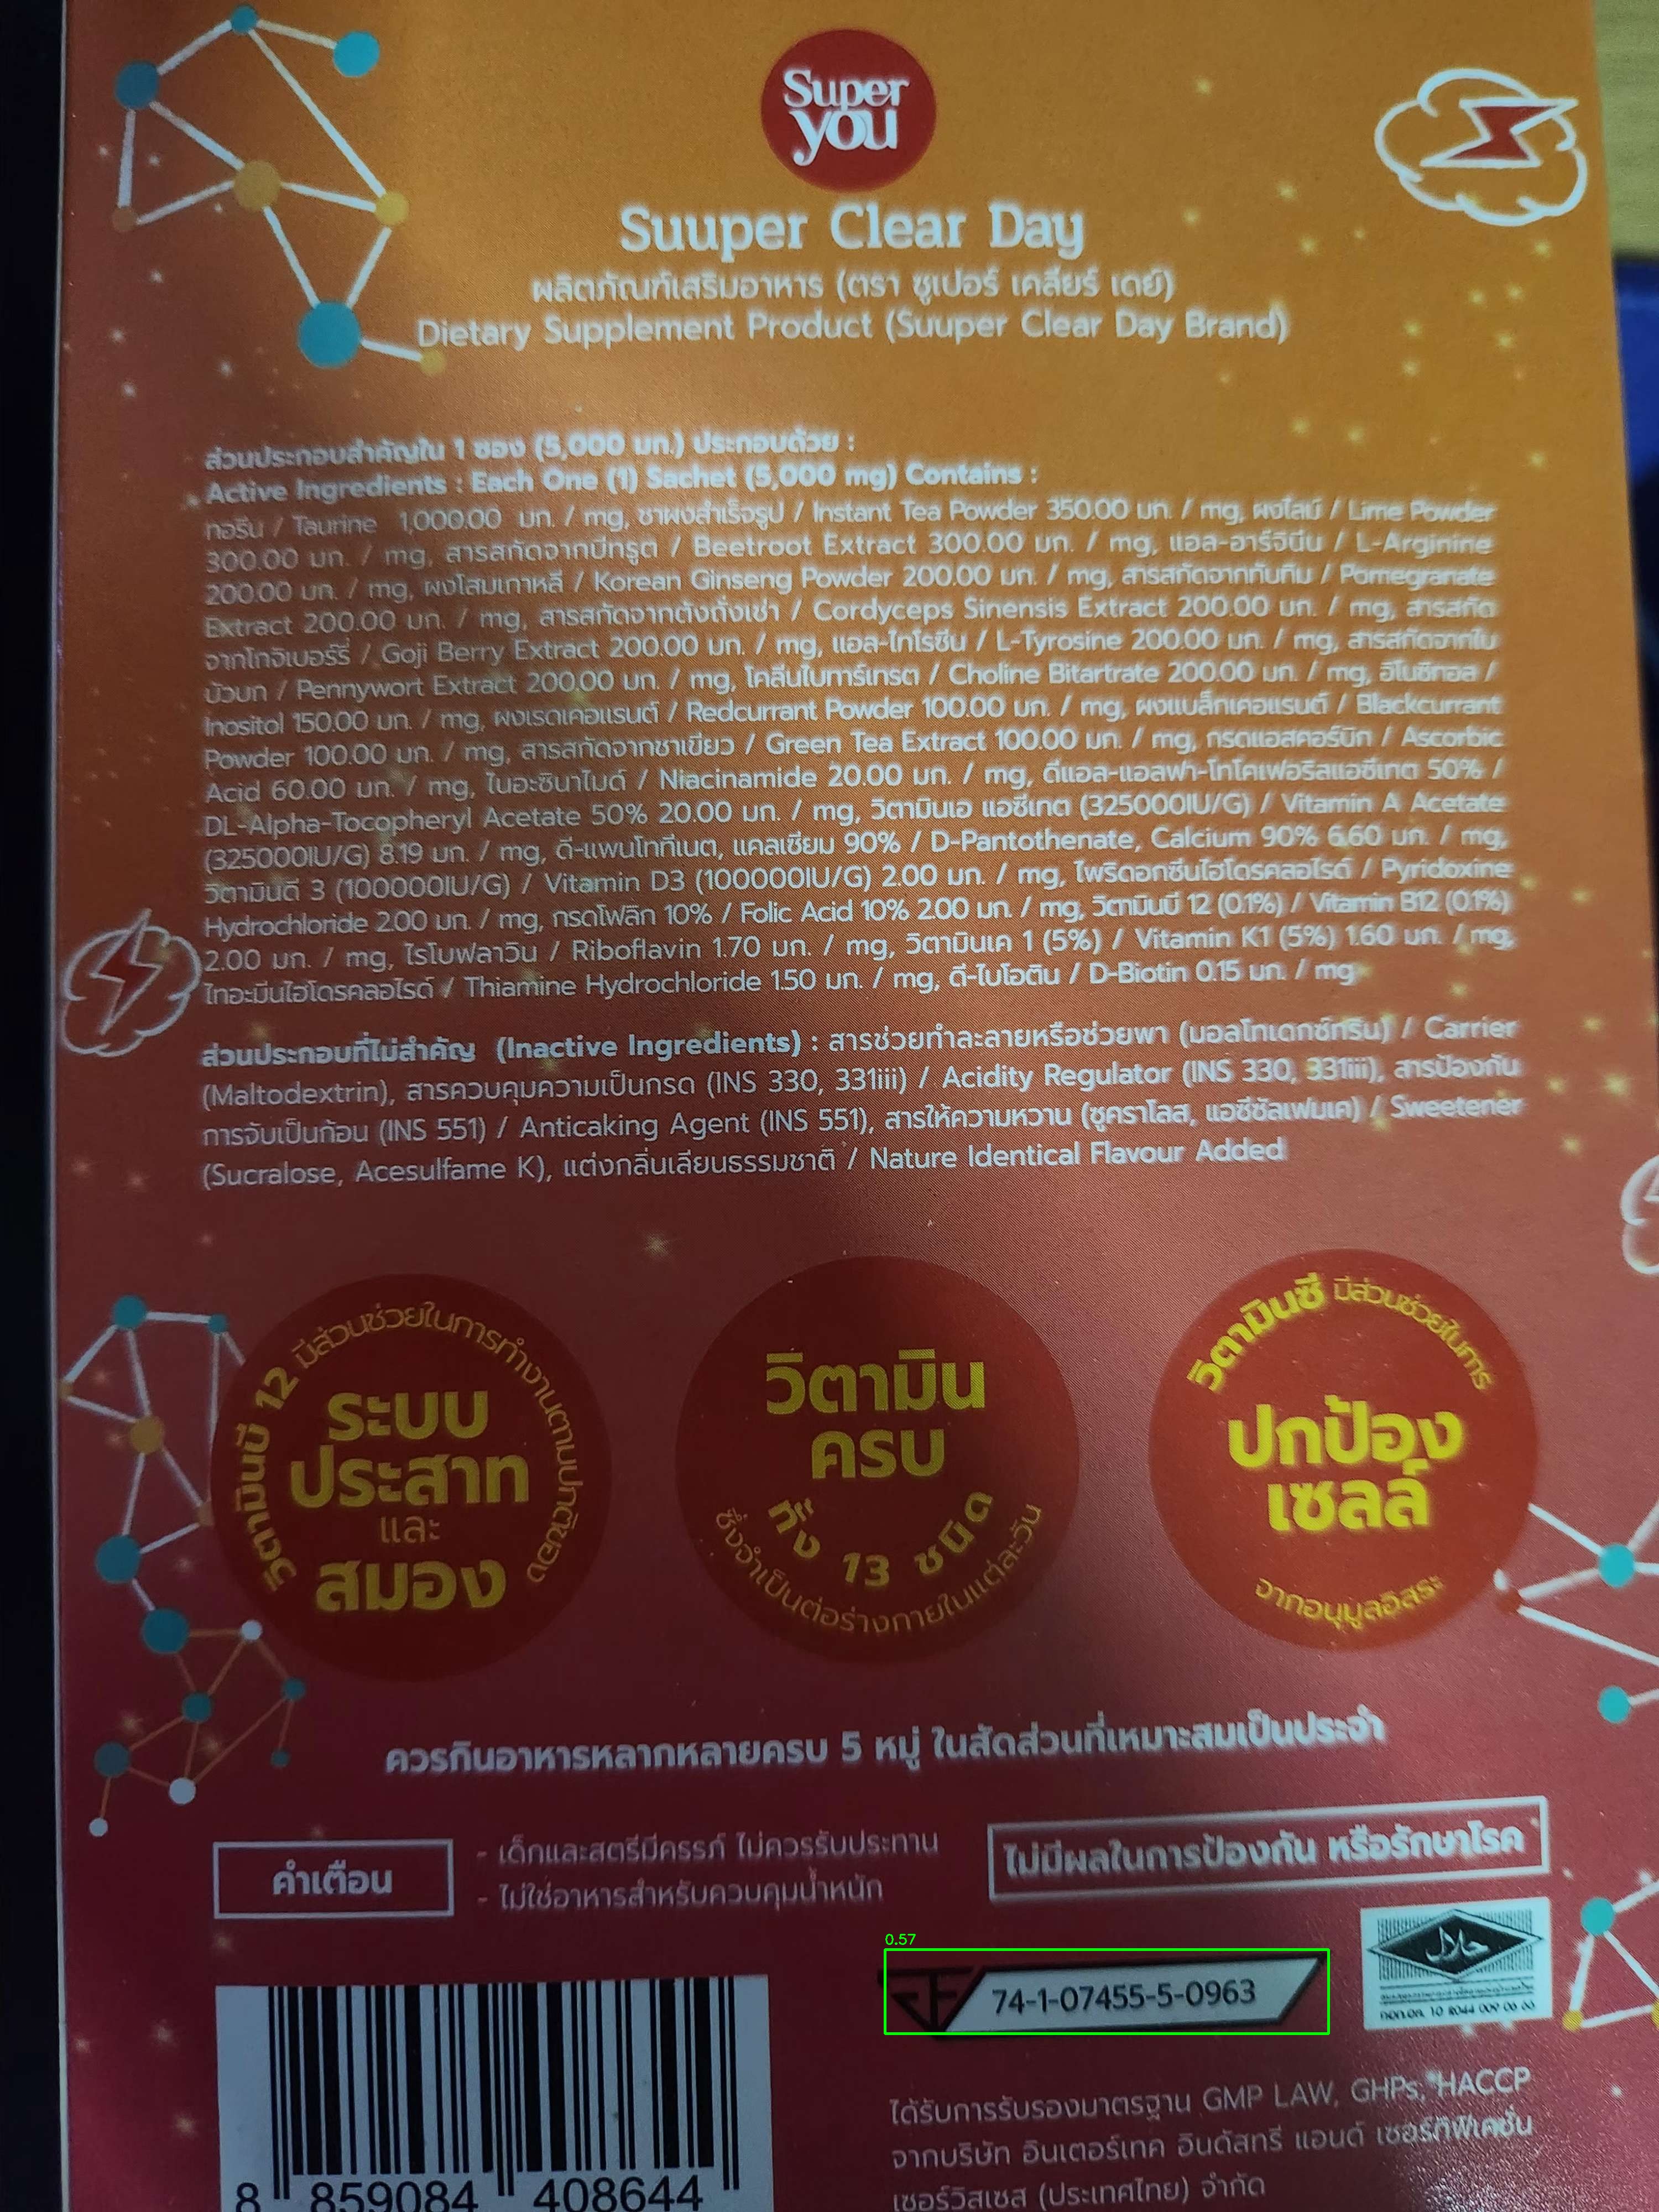 Super
you
Suuper Clear Day
ผลิตภัณฑ์เสริมอาหาร (ตรา ซูเปอร์ เคลียร์ เดย์)
Dietary Supplement Product (Suuper Clear Day Brand)
ส่วนประกอบสำคัญใน 1 ซอง (5,000 มก.) ประกอบด้วย :
Active Ingredients : Each One (1) Sachet (5,000 mg) Contains :
ทอรีน / Taurine 1,000.00 มก. / mg, ชาผงสำเร็จรูป / Instant Tea Powder 350.00 มก. / mg, ผงไลม์ / Lime Powder
300.00 มก. / mg, สารสกัดจากบีทรูต / Beetroot Extract 300.00 มก. / mg, แอล-อาร์จินีน / L-Arginine
200.00 มก. / mg, ผงโสมเกาหลี / Korean Ginseng Powder 200.00 มก. / mg, สารสกัดจากทับทิม / Pomegranate
Extract 200.00 มก. / mg, สารสกัดจากตังถั่งเช่า / Cordyceps Sinensis Extract 200.00 มก. / mg, สารสกัด
จากโกจิเบอร์รี่ / Goji Berry Extract 200.00 มก. / mg, แอล-ไทโรซีน / L-Tyrosine 200.00 มก. / mg, สารสกัดจากใบ
บัวบก / Pennywort Extract 200.00 มก. / mg, โคลีนไบทาร์เทรต / Choline Bitartrate 200.00 มก. / mg, อิโนซิทอล /
Inositol 150.00 มก. / mg, ผงเรดเคอแรนต์ / Redcurrant Powder 100.00 มก. / mg, ผงแบล็กเคอแรนต์ / Blackcurrant
Powder 100.00 มก. / mg, สารสกัดจากชาเขียว / Green Tea Extract 100.00 มก. / mg, กรดแอสคอร์บิก / Ascorbic
Acid 60.00 มก. / mg, ไนอะซินาไมด์ / Niacinamide 20.00 มก. / mg, ดีแอล-แอลฟา-โทโคเฟอริลแอซีเทต 50% /
DL-Alpha-Tocopheryl Acetate 50% 20.00 มก. / mg, วิตามินเอ แอซีเทต (325000IU/G) / Vitamin A Acetate
(325000IU/G) 8.19 มก. / mg, ดี-แพนโททีเนต, แคลเซียม 90% / D-Pantothenate, Calcium 90% 6.60 มก. / mg,
วิตามินดี 3 (100000IU/G) / Vitamin D3 (100000IU/G) 2.00 มก. / mg, ไพริดอกซีนไฮโดรคลอไรด์ / Pyridoxine
Hydrochloride 2.00 มก. / mg, กรดโฟลิก 10% / Folic Acid 10% 2.00 มก. / mg, วิตามินบี 12 (0.1%) / Vitamin B12 (0.1%)
2.00 มก. / mg, ไรโบฟลาวิน / Riboflavin 1.70 มก. / mg, วิตามินเค 1 (5%) / Vitamin K1 (5%) 1.60 มก. / mg,
ไทอะมีนไฮโดรคลอไรด์ / Thiamine Hydrochloride 1.50 มก. / mg, ดี-ไบโอติน / D-Biotin 0.15 มก. / mg
ส่วนประกอบที่ไม่สำคัญ (Inactive Ingredients) : สารช่วยทำละลายหรือช่วยพา (มอลโทเดกซ์ทริน) / Carrier
(Maltodextrin), สารควบคุมความเป็นกรด (INS 330, 331iii) / Acidity Regulator (INS 330, 331iii), สารป้องกัน
การจับเป็นก้อน (INS 551) / Anticaking Agent (INS 551), สารให้ความหวาน (ซูคราโลส, แอซีซัลเฟมเค) / Sweetener
(Sucralose, Acesulfame K), แต่งกลิ่นเลียนธรรมชาติ / Nature Identical Flavour Added
วิตามินบี 12 มีส่วนช่วยในการทำงานตามปกติของ
ระบบ
ประสาท
และ
สมอง
วิตามิน
ครบ
ทั้ง 13 ชนิด
ซึ่งจำเป็นต่อร่างกายในแต่ละวัน
วิตามินซี มีส่วนช่วยในการ
ปกป้อง
เซลล์
จากอนุมูลอิสระ
ควรกินอาหารหลากหลายครบ 5 หมู่ ในสัดส่วนที่เหมาะสมเป็นประจำ
คำเตือน
- เด็กและสตรีมีครรภ์ ไม่ควรรับประทาน
- ไม่ใช่อาหารสำหรับควบคุมน้ำหนัก
ไม่มีผลในการป้องกัน หรือรักษาโรค
0.57
74-1-07455-5-0963
حلال
ได้รับการรับรองมาตรฐาน GMP LAW, GHPs, HACCP
จากบริษัท อินเตอร์เทค อินดัสทรี แอนด์ เซอร์ทิฟิเคชั่น
เซอร์วิสเซส (ประเทศไทย) จำกัด
8 859084 408644